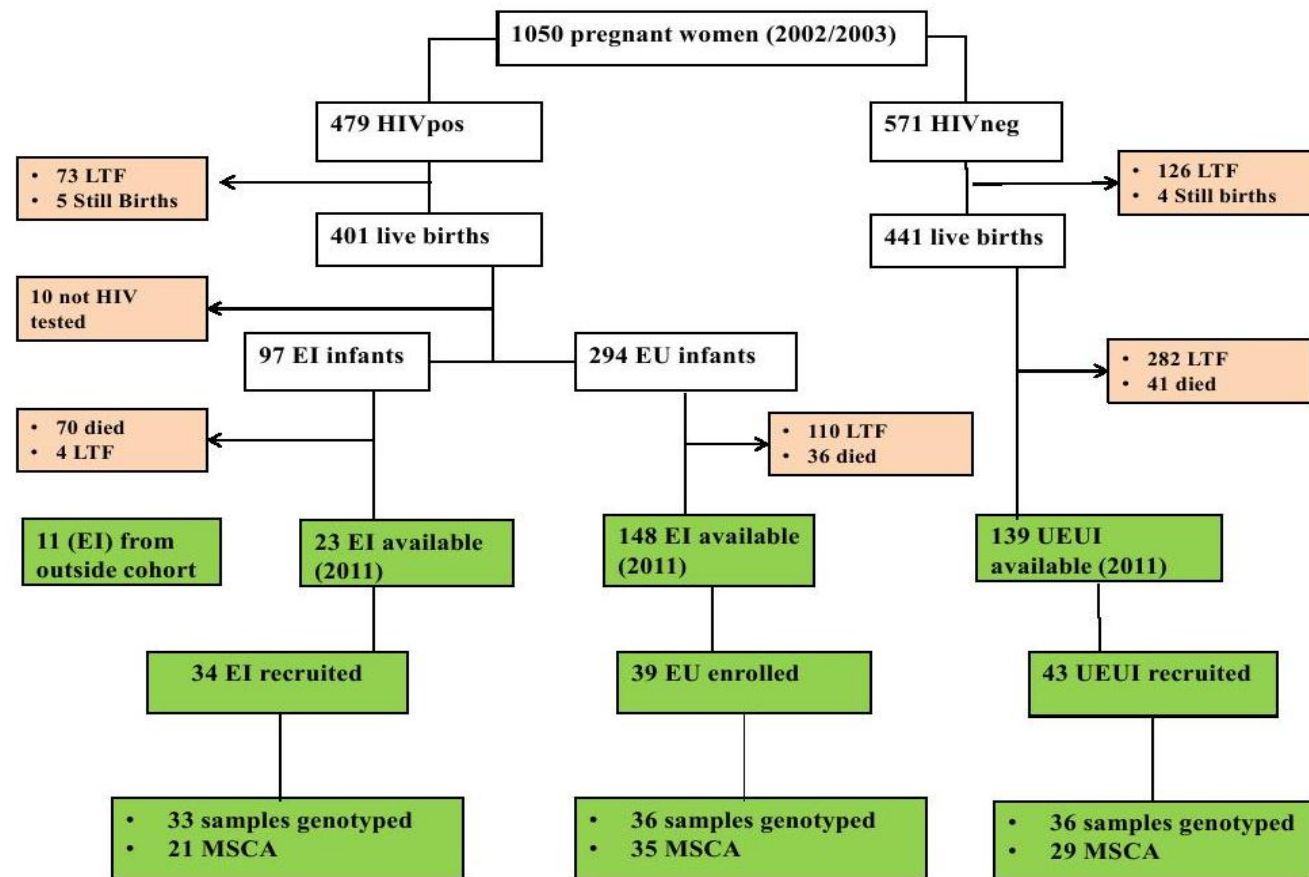 1050 pregnant women (2002/2003)
479 HIVpos
571 HIVneg
• 73 LTF
• 5 Still Births
• 126 LTF
• 4 Still births
401 live births
441 live births
10 not HIV
tested
97 EI infants
294 EU infants
• 282 LTF
• 41 died
• 70 died
• 4 LTF
• 110 LTF
• 36 died
11 (EI) from
outside cohort
23 EI available
(2011)
148 EI available
(2011)
139 UEUI
available (2011)
34 EI recruited
39 EU enrolled
43 UEUI recruited
• 33 samples genotyped
• 21 MSCA
• 36 samples genotyped
• 35 MSCA
• 36 samples genotyped
• 29 MSCA